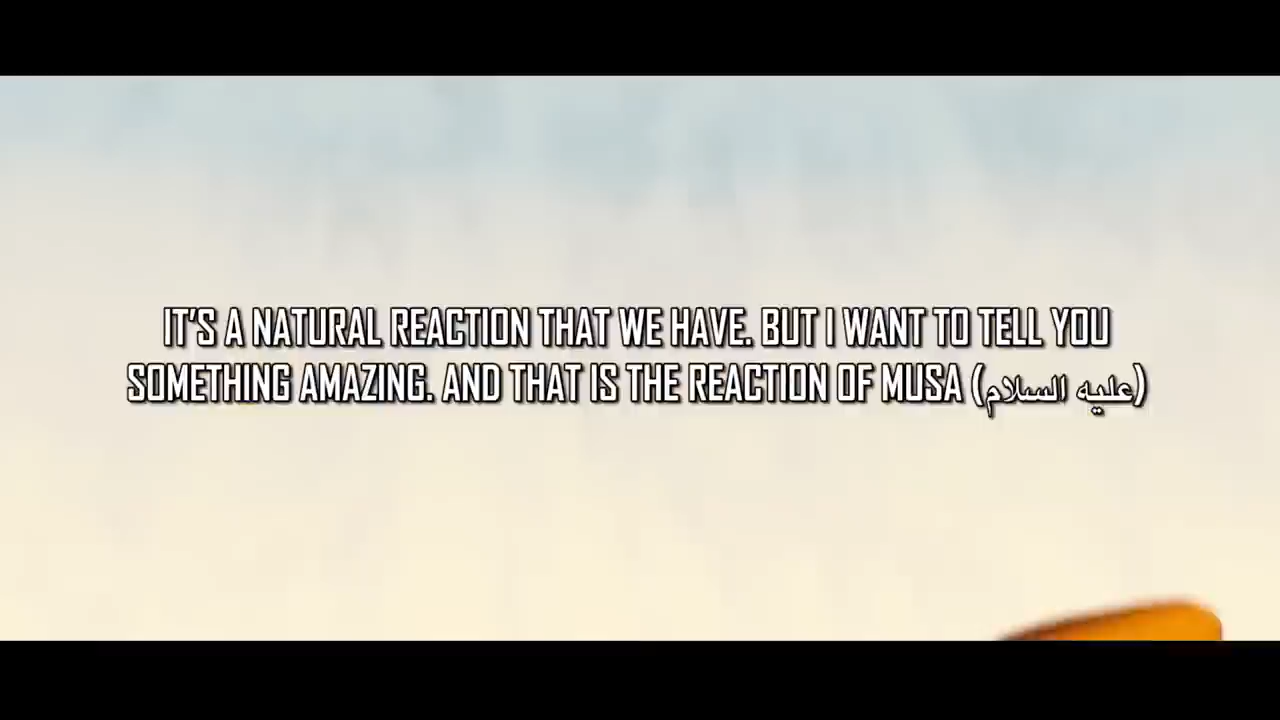 IT'S A NATURAL REACTION THAT WE HAVE. BUT I WANT TO TELL YOU
SOMETHING AMAZING. AND THAT IS THE REACTION OF MUSA (عليه السلام)